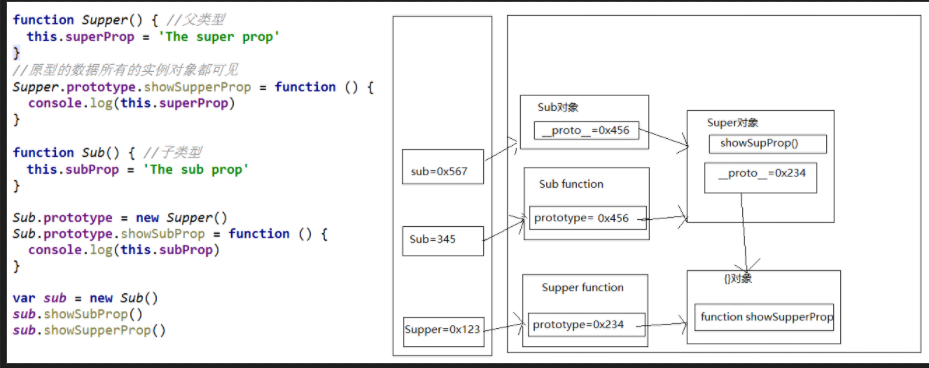 function Supper() { //父类型
this.superProp = 'The super prop'
}
//原型的数据所有的实例对象都可见
Supper.prototype.showSupperProp = function () {
console.log(this.superProp)
}
function Sub() { //子类型
this.subProp = 'The sub prop'
}
Sub.prototype = new Supper()
Sub.prototype.showSubProp = function () {
console.log(this.subProp)
}
var sub = new Sub()
sub.showSubProp()
sub.showSupperProp()
sub=0x567
Sub=345
Supper=0x123
Sub对象
__proto__=0x456
Sub function
prototype= 0x456
Supper function
prototype=0x234
Super对象
showSupProp()
__proto__=0x234
{}对象
function showSupperProp